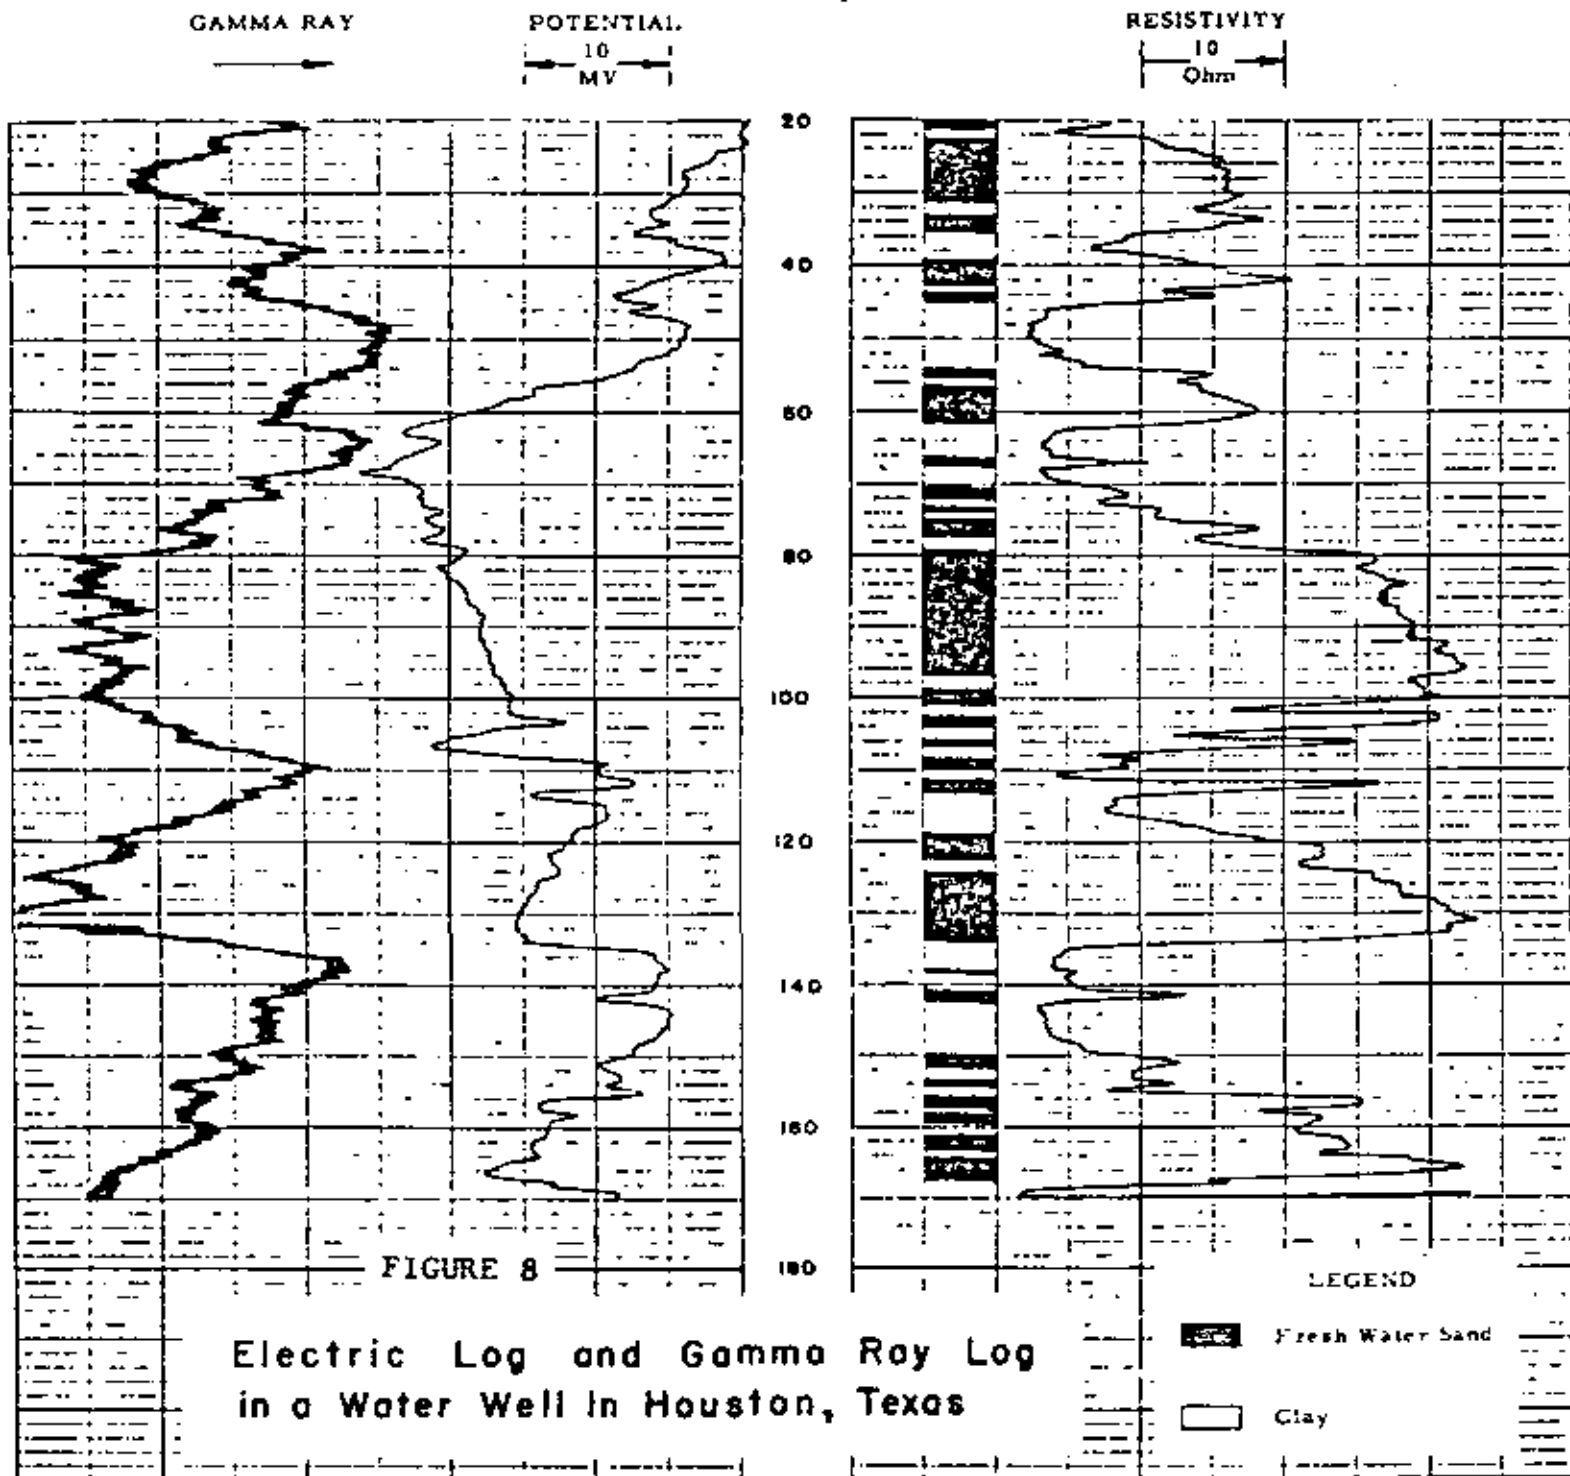 GAMMA RAY
POTENTIAL
10
MV
RESISTIVITY
10
Ohm
20
40
60
80
100
120
140
160
180
FIGURE 8
Electric Log and Gamma Ray Log
in a Water Well In Houston, Texas
LEGEND
Fresh Water Sand
Clay